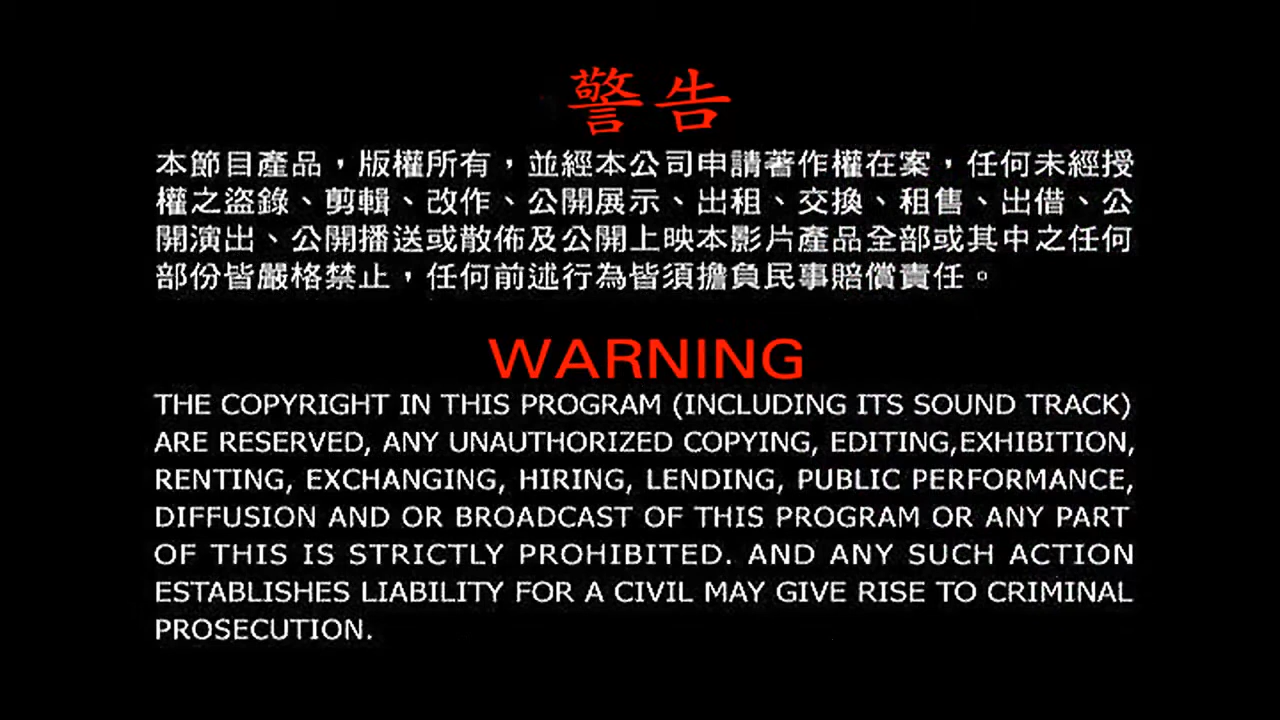 警告
本節目產品，版權所有，並經本公司申請著作權在案，任何未經授
權之盜錄、剪輯、改作、公開展示、出租、交換、租售、出借、公
開演出、公開播送或散佈及公開上映本影片產品全部或其中之任何
部份皆嚴格禁止，任何前述行為皆須擔負民事賠償責任。
WARNING
THE COPYRIGHT IN THIS PROGRAM (INCLUDING ITS SOUND TRACK)
ARE RESERVED, ANY UNAUTHORIZED COPYING, EDITING,EXHIBITION,
RENTING, EXCHANGING, HIRING, LENDING, PUBLIC PERFORMANCE,
DIFFUSION AND OR BROADCAST OF THIS PROGRAM OR ANY PART
OF THIS IS STRICTLY PROHIBITED. AND ANY SUCH ACTION
ESTABLISHES LIABILITY FOR A CIVIL MAY GIVE RISE TO CRIMINAL
PROSECUTION.